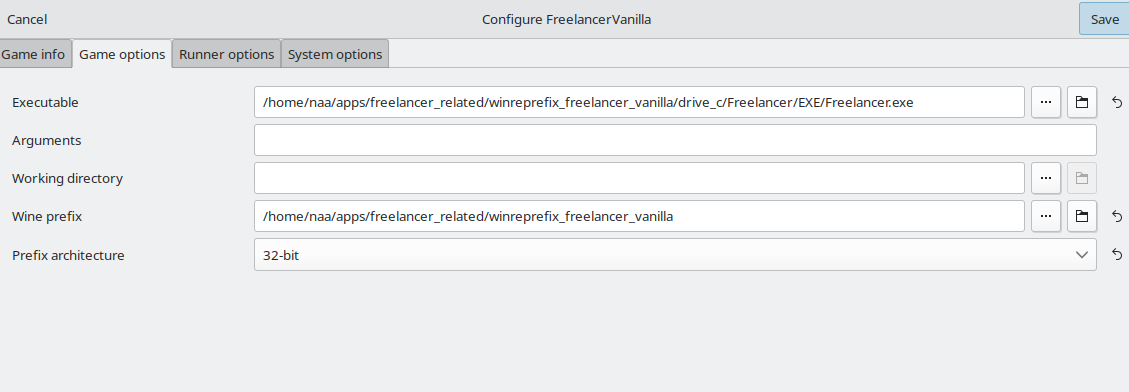 Cancel Configure FreelancerVanilla Save
Game info Game options Runner options System options
Executable /home/naa/apps/freelancer_related/winreprefix_freelancer_vanilla/drive_c/Freelancer/EXE/Freelancer.exe ...
Arguments
Working directory ...
Wine prefix /home/naa/apps/freelancer_related/winreprefix_freelancer_vanilla ...
Prefix architecture 32-bit